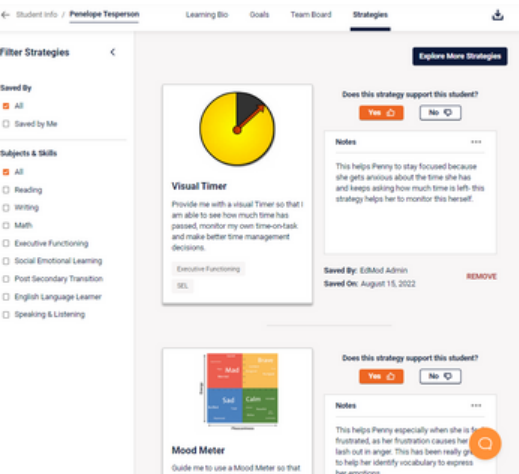 Student Info / Penelope Tesperson
Learning Bio
Goals
Team Board
Strategies
Filter Strategies
Saved By
All
Saved by Me
Subjects & Skills
All
Reading
Writing
Math
Executive Functioning
Social Emotional Learning
Post Secondary Transition
English Language Learner
Speaking & Listening
Explore More Strategies
Visual Timer
Provide me with a visual Timer so that I
am able to see how much time has
passed, monitor my own time-on-task
and make better time management
decisions.
Executive Functioning
SEL
Does this strategy support this student?
Yes
No
Notes
This helps Penny to stay focused because
she gets anxious about the time she has
and keeps asking how much time is left- this
strategy helps her to monitor this herself.
Saved By: EdMod Admin
Saved On: August 15, 2022
REMOVE
Mad
Sad
Calm
Mood Meter
Guide me to use a Mood Meter so that
Does this strategy support this student?
Yes
No
Notes
This helps Penny especially when she is
frustrated, as her frustration causes her
lash out in anger. This has been really
to help her identify vocabulary to express
her emotions